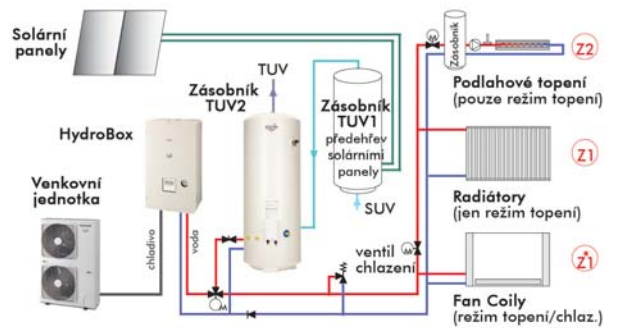 Solární
panely
HydroBox
Venkovní
jednotka
chladivo
voda
TUV
Zásobník
TUV2
Zásobník
TUV1
předehřev
solárními
panely
SUV
ventil
chlazení
M
Zásobník
Z2
Podlahové topení
(pouze režim topení)
Z1
Radiátory
(jen režim topení)
Z1*
Fan Coily
(režim topení/chlaz.)